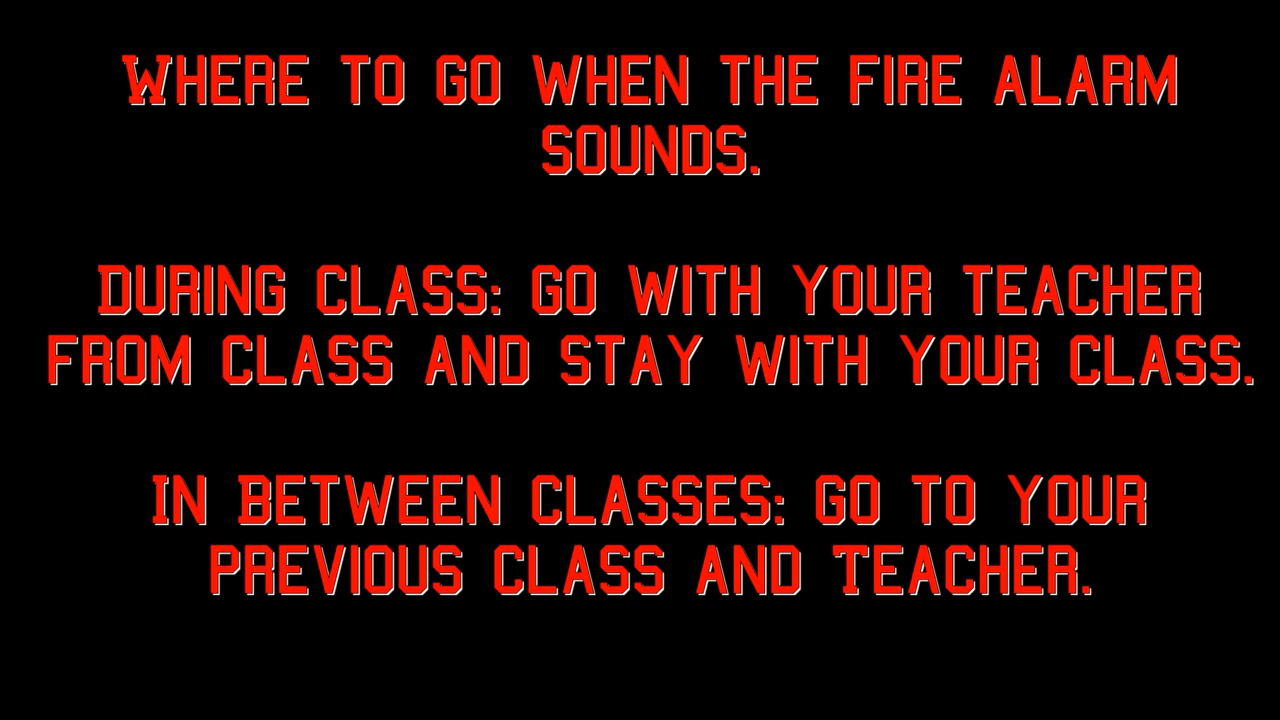 Where to go when the fire alarm
sounds.
During class: go with your teacher
from class and stay with your class.
In Between classes: go to your
previous class and Teacher.